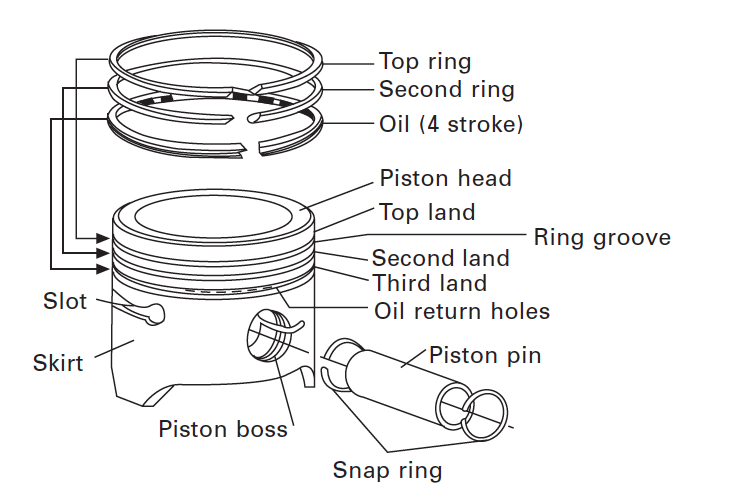 Top ring
Second ring
Oil (4 stroke)
Piston head
Top land
Ring groove
Second land
Third land
Slot
Oil return holes
Skirt
Piston pin
Piston boss
Snap ring